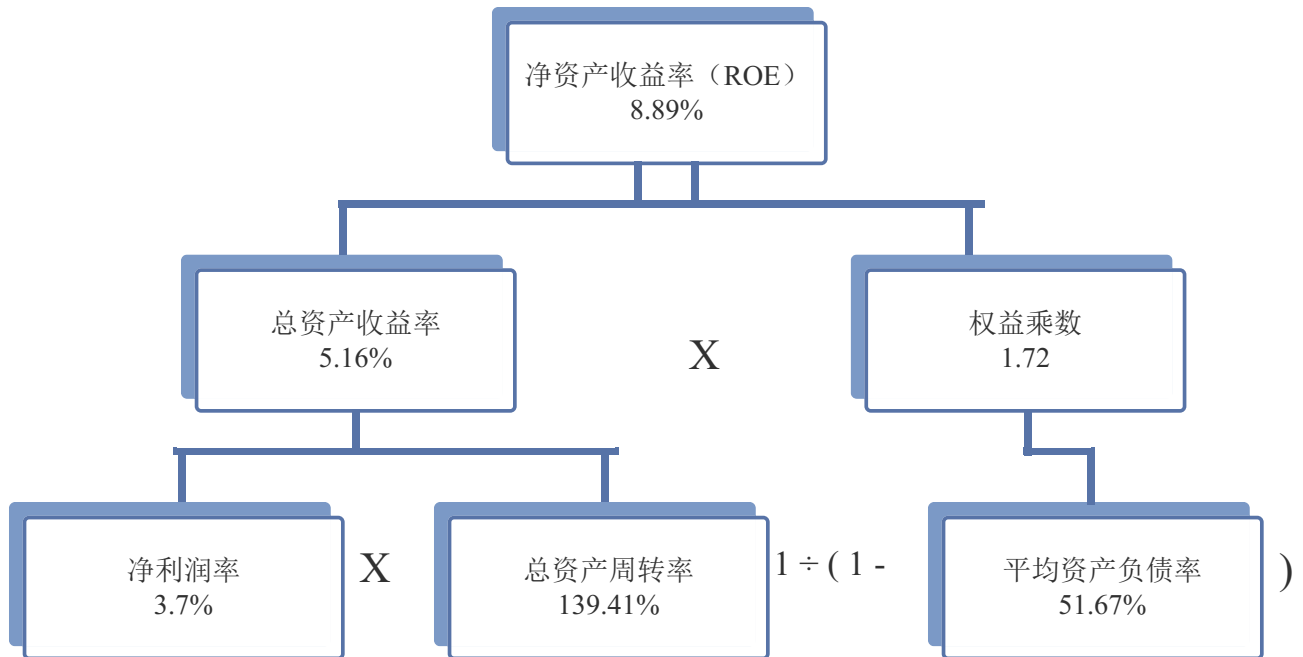 净资产收益率（ROE）
8.89%
总资产收益率
5.16%
X
权益乘数
1.72
净利润率
3.7%
X
总资产周转率
139.41%
1 ÷ ( 1 -
平均资产负债率
51.67%
)